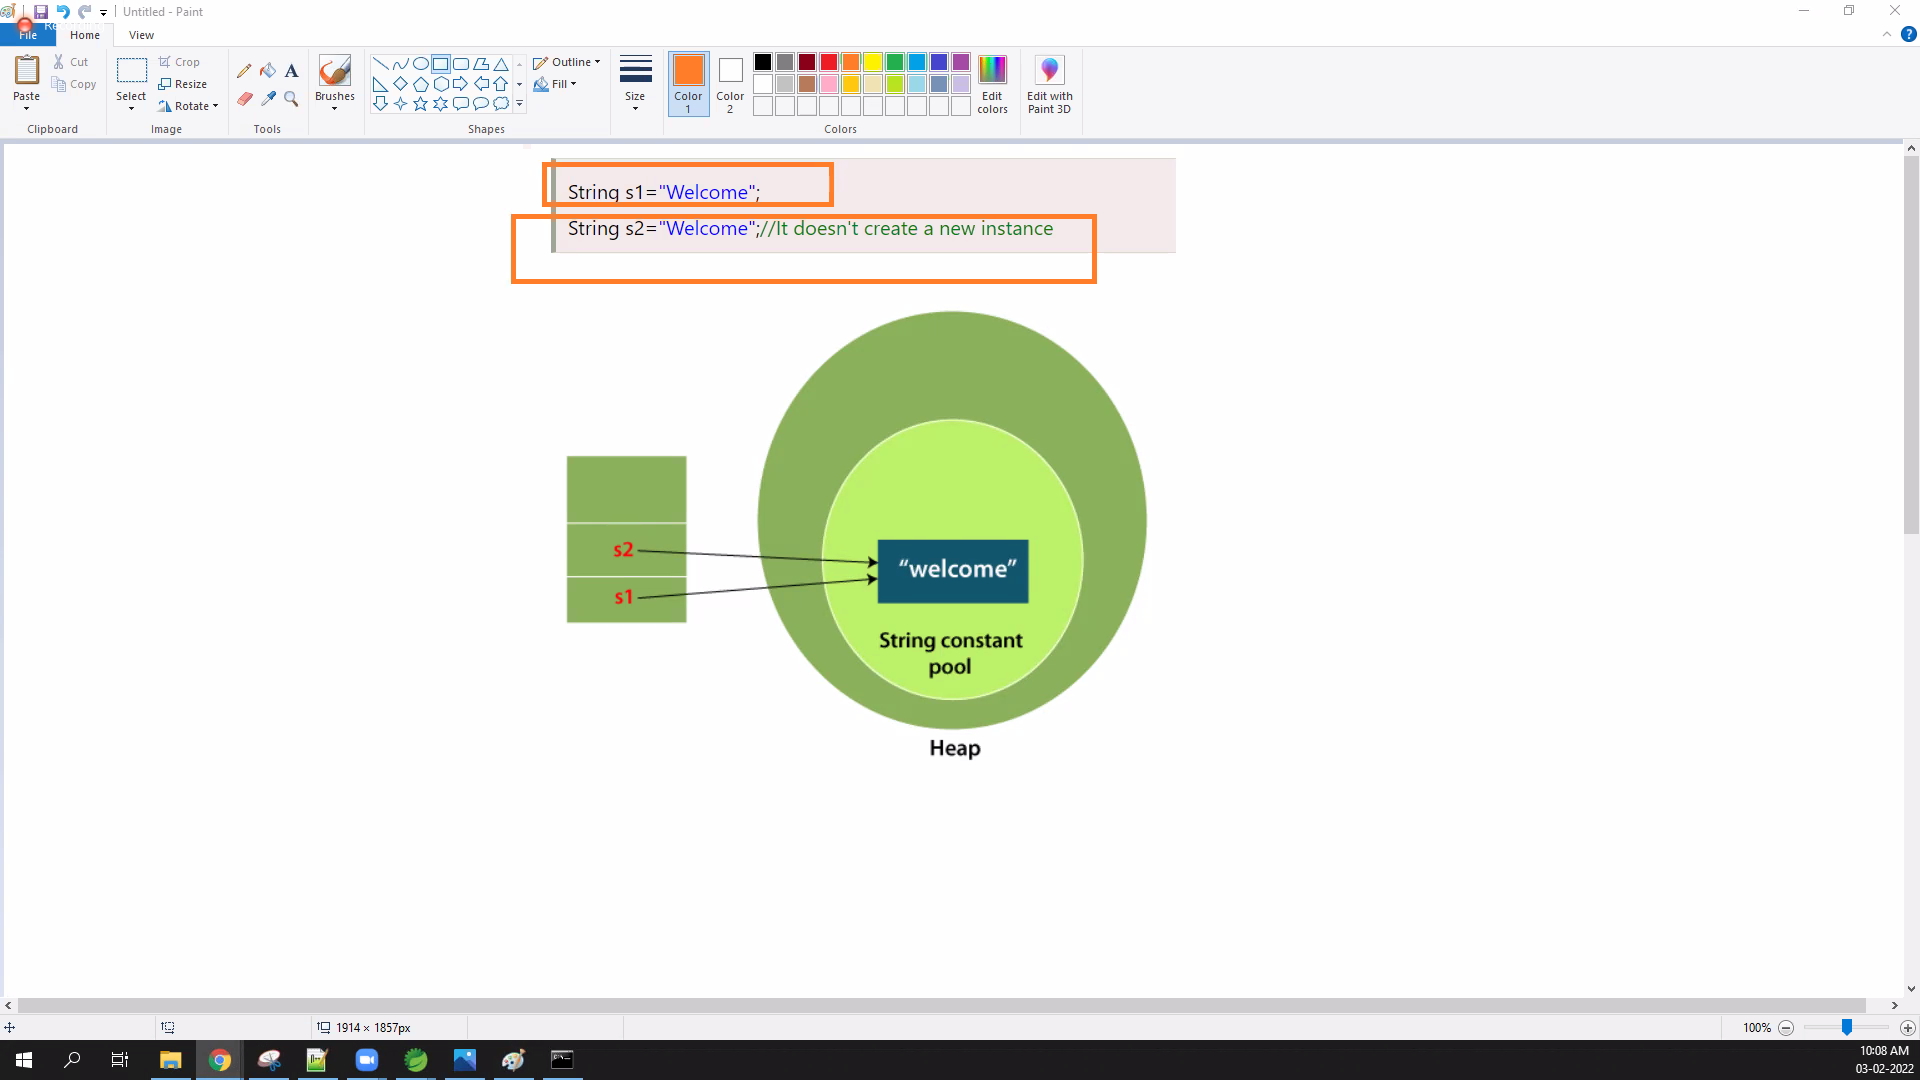 Untitled - Paint
File
Home
View
Paste
Cut
Copy
Clipboard
Select
Crop
Resize
Rotate
Image
A
Tools
Brushes
Shapes
Outline
Fill
Size
Color 1
Color 2
Edit colors
Colors
Edit with Paint 3D
String s1="Welcome";
String s2="Welcome";//It doesn't create a new instance
s2
s1
“welcome”
String constant
pool
Heap
1914 × 1857px
100%
10:08 AM
03-02-2022